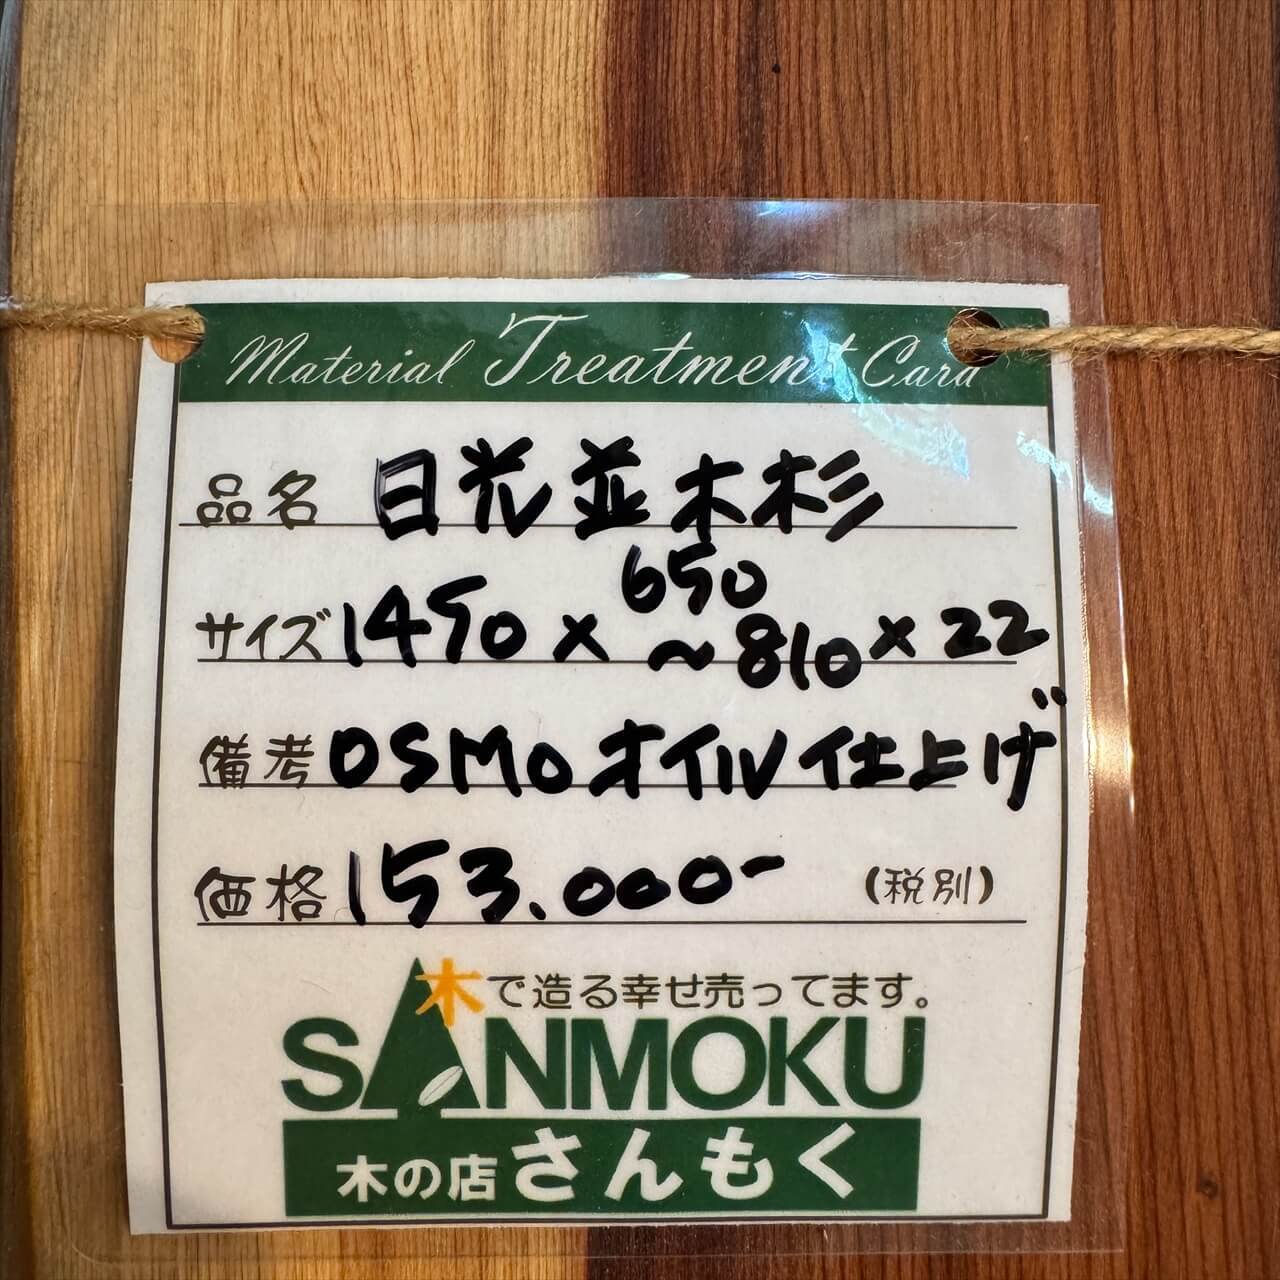 Material Treatment Card
品名 日光並木杉
サイズ 1490 × 650～810 × 22
備考 OSMOオイル仕上げ
価格 153.000- (税別)
木で造る幸せ売ってます。
SANMOKU
木の店さんもく